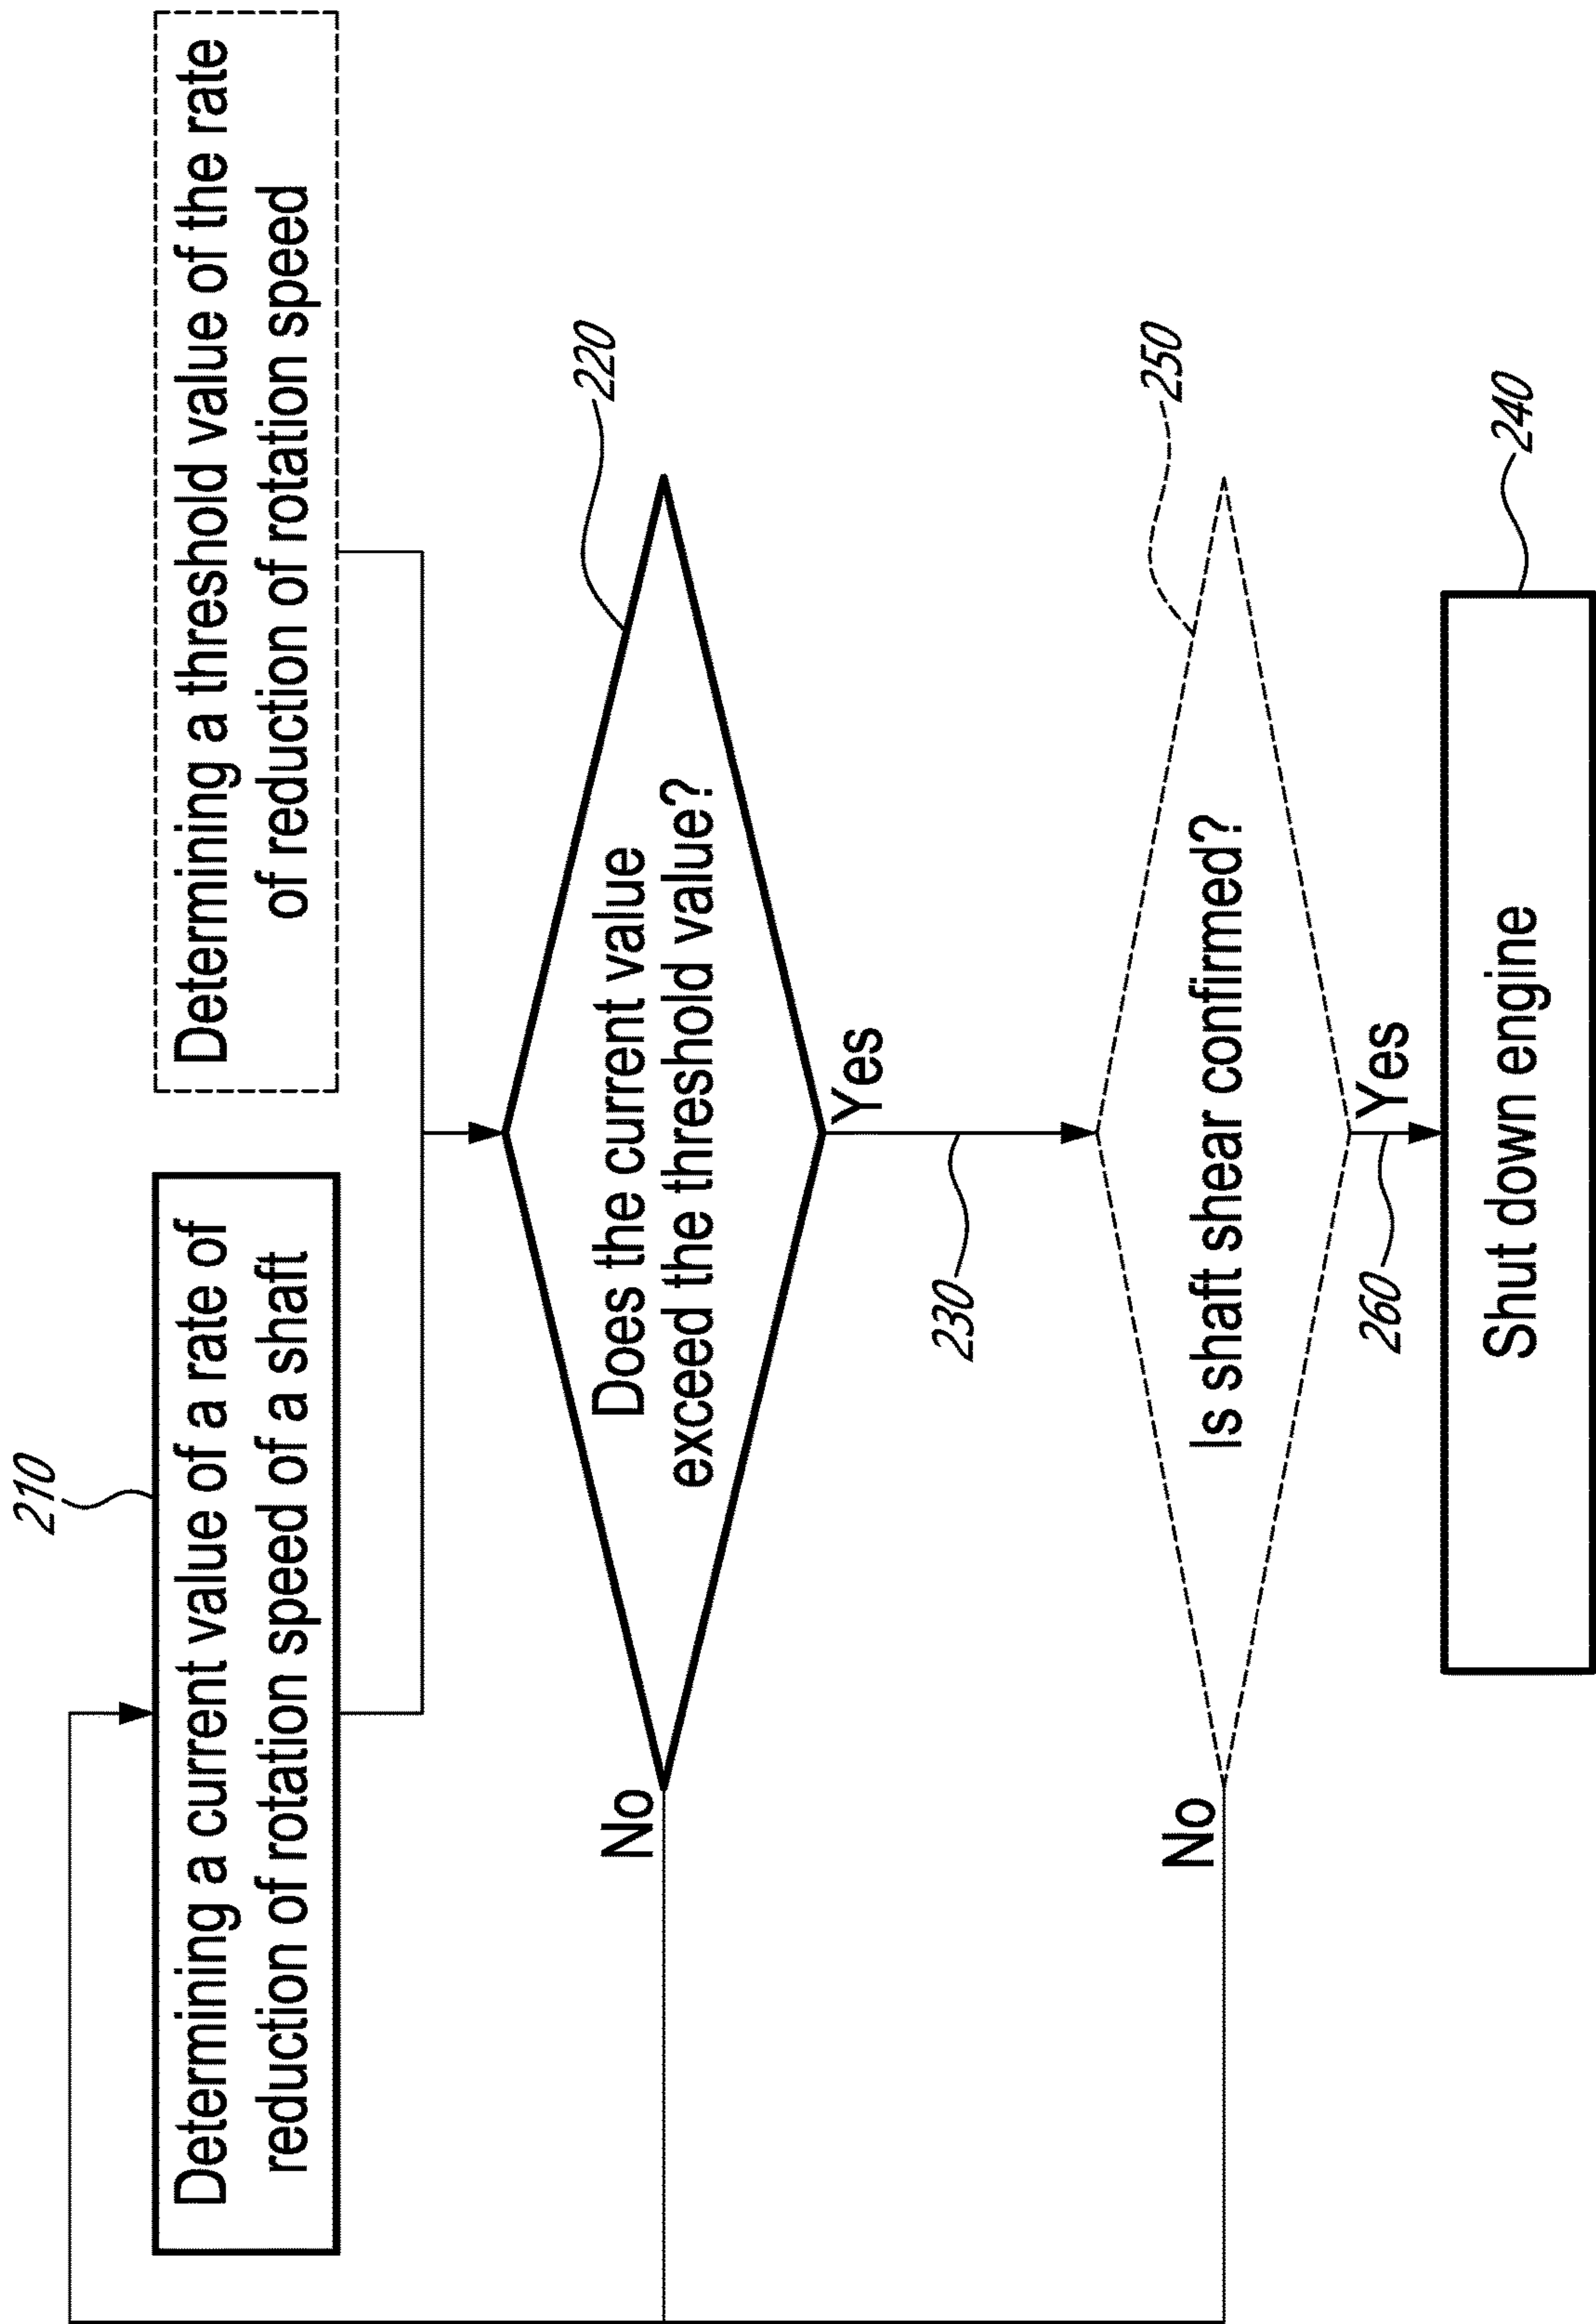 210
Determining a current value of a rate of
reduction of rotation speed of a shaft
Determining a threshold value of the rate
of reduction of rotation speed
220
Does the current value
exceed the threshold value?
No
Yes
230
250
Is shaft shear confirmed?
No
Yes
260
240
Shut down engine